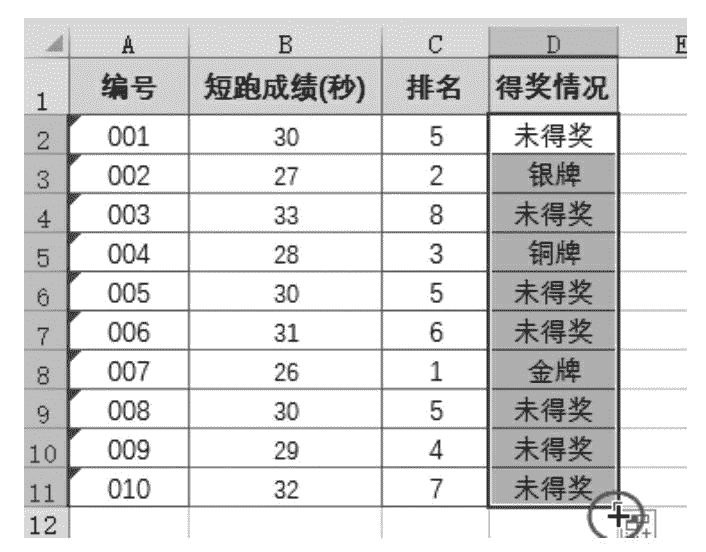 A B C D E
1 编号 短跑成绩(秒) 排名 得奖情况
2 001 30 5 未得奖
3 002 27 2 银牌
4 003 33 8 未得奖
5 004 28 3 铜牌
6 005 30 5 未得奖
7 006 31 6 未得奖
8 007 26 1 金牌
9 008 30 5 未得奖
10 009 29 4 未得奖
11 010 32 7 未得奖
12